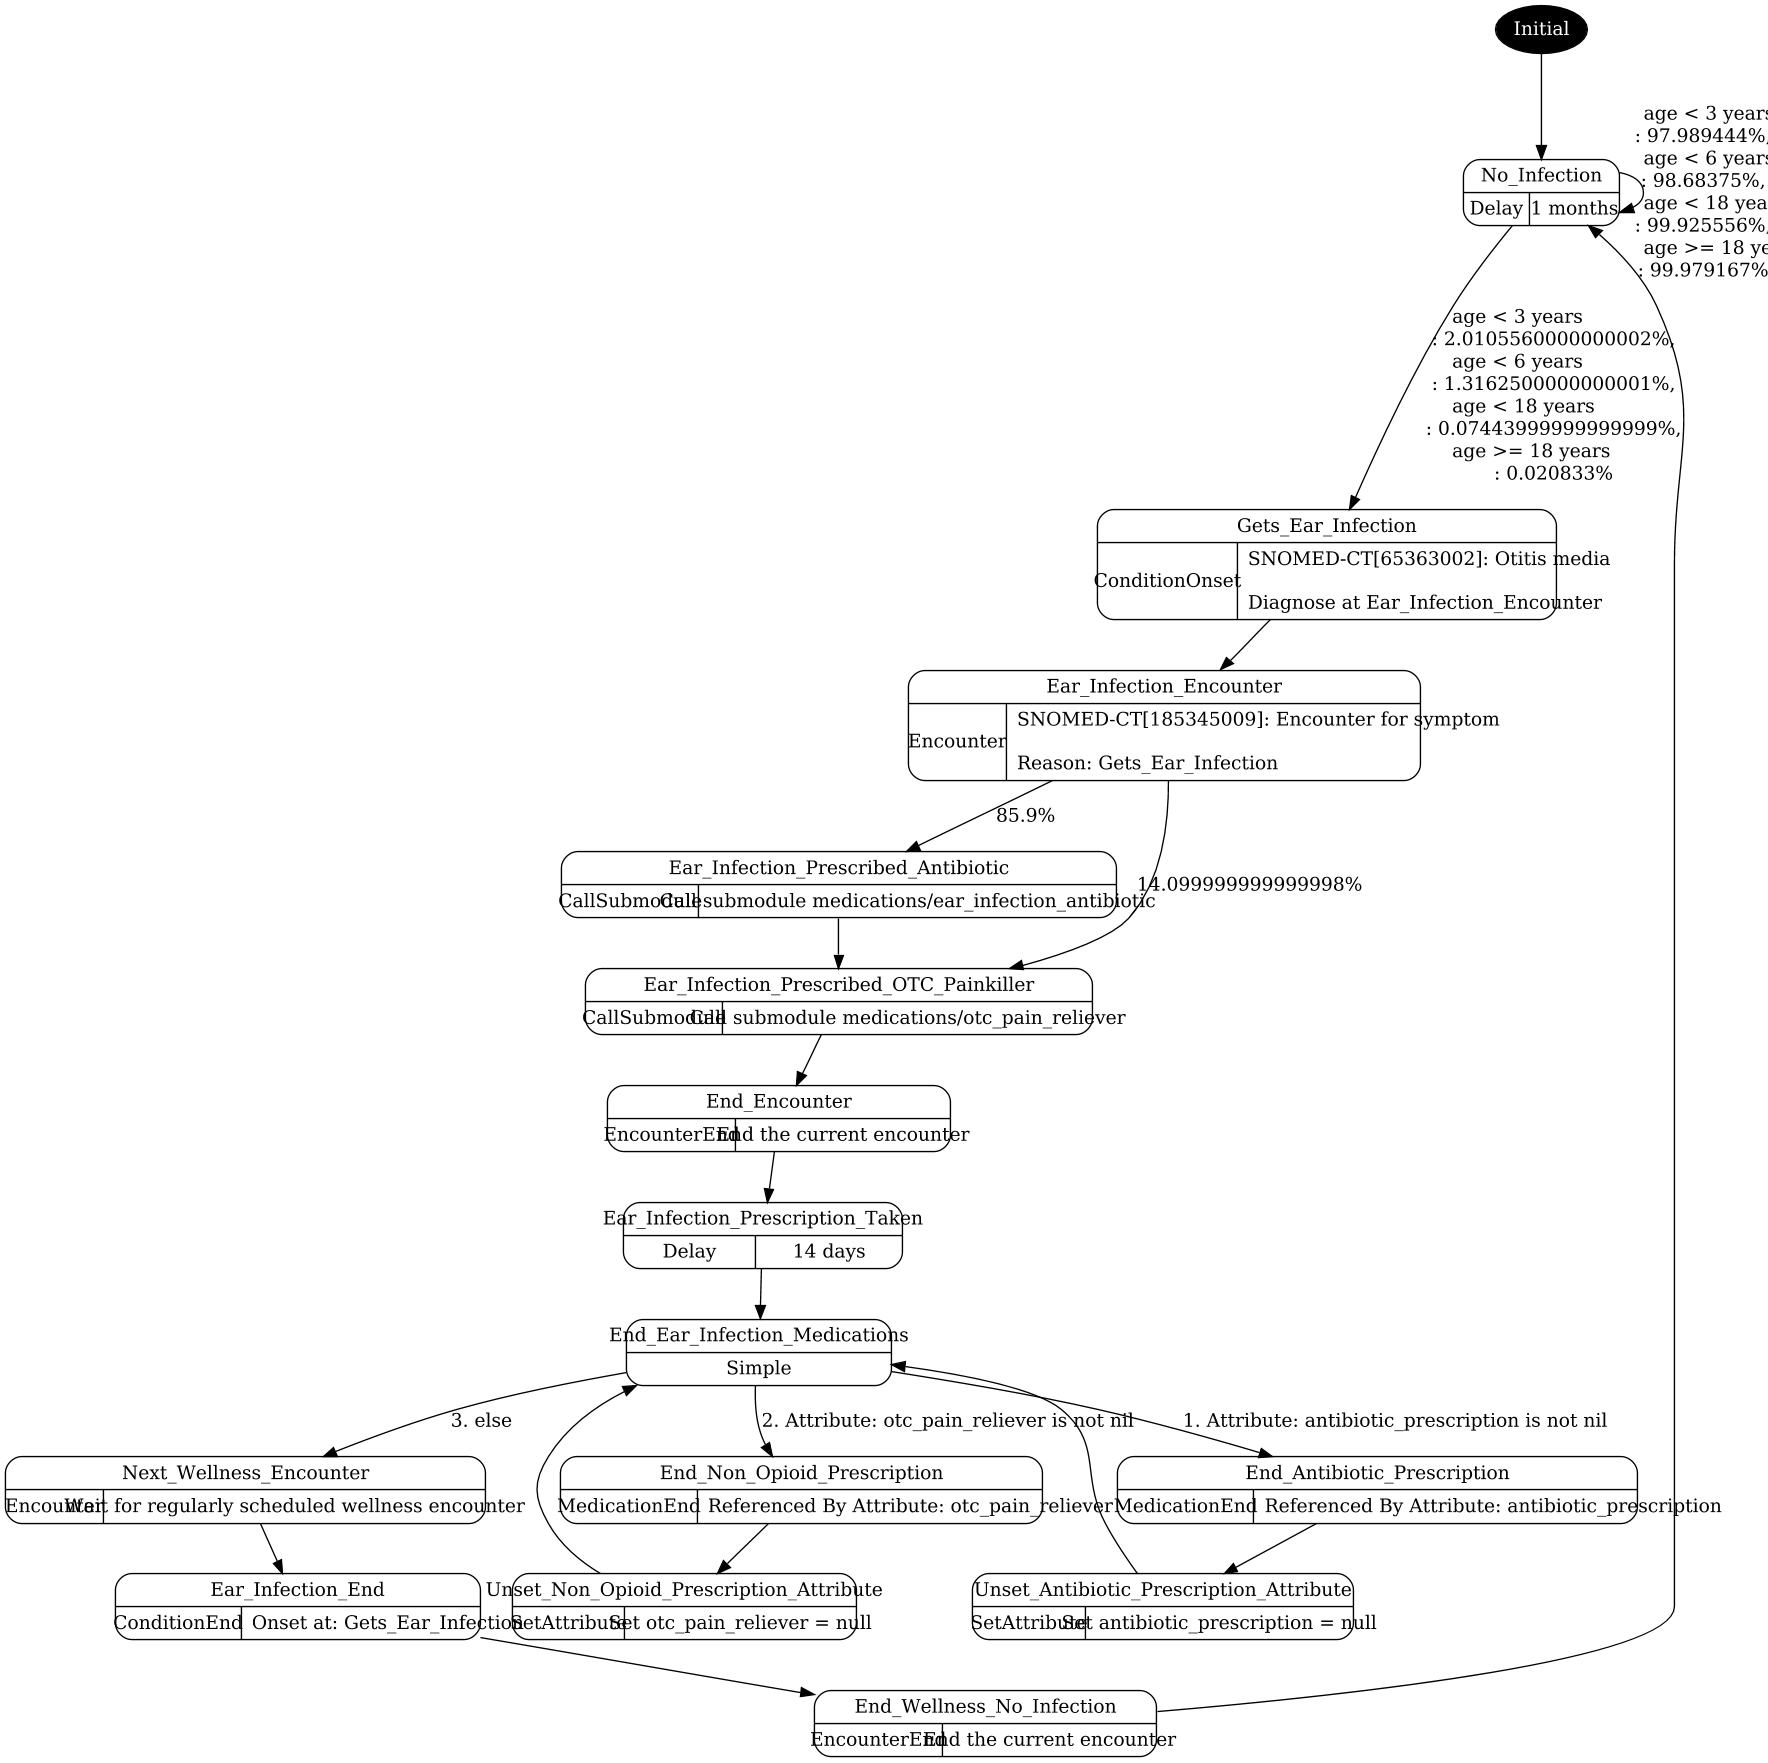 Initial
age < 3 years
: 97.989444%,
age < 6 years
: 98.68375%,
age < 18 yea
: 99.925556%,
age >= 18 ye
: 99.979167%
No_Infection
Delay 1 months
age < 3 years
: 2.0105560000000002%,
age < 6 years
: 1.3162500000000001%,
age < 18 years
: 0.07443999999999999%,
age >= 18 years
: 0.020833%
Gets_Ear_Infection
ConditionOnset
SNOMED-CT[65363002]: Otitis media
Diagnose at Ear_Infection_Encounter
Ear_Infection_Encounter
Encounter
SNOMED-CT[185345009]: Encounter for symptom
Reason: Gets_Ear_Infection
85.9%
14.099999999999998%
Ear_Infection_Prescribed_Antibiotic
CallSubmodule Call submodule medications/ear_infection_antibiotic
Ear_Infection_Prescribed_OTC_Painkiller
CallSubmodule Call submodule medications/otc_pain_reliever
End_Encounter
EncounterEnd End the current encounter
Ear_Infection_Prescription_Taken
Delay 14 days
End_Ear_Infection_Medications
Simple
3. else
2. Attribute: otc_pain_reliever is not nil
1. Attribute: antibiotic_prescription is not nil
Next_Wellness_Encounter
Encounter Wait for regularly scheduled wellness encounter
End_Non_Opioid_Prescription
MedicationEnd Referenced By Attribute: otc_pain_reliever
End_Antibiotic_Prescription
MedicationEnd Referenced By Attribute: antibiotic_prescription
Ear_Infection_End
ConditionEnd Onset at: Gets_Ear_Infection
Unset_Non_Opioid_Prescription_Attribute
SetAttribute Set otc_pain_reliever = null
Unset_Antibiotic_Prescription_Attribute
SetAttribute Set antibiotic_prescription = null
End_Wellness_No_Infection
EncounterEnd End the current encounter